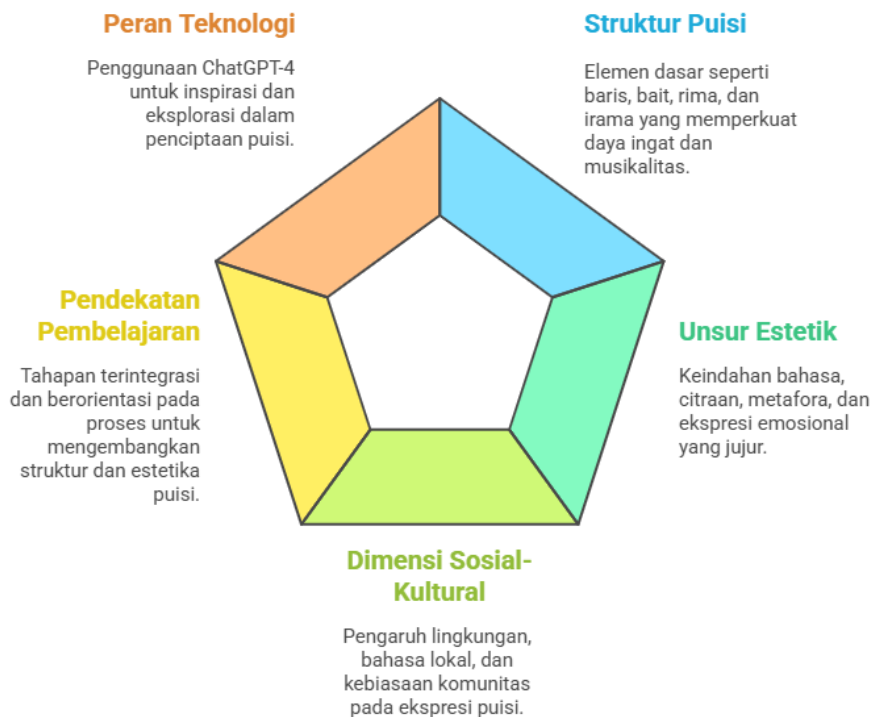 Peran Teknologi
Penggunaan ChatGPT-4
untuk inspirasi dan
eksplorasi dalam
penciptaan puisi.
Struktur Puisi
Elemen dasar seperti
baris, bait, rima, dan
irama yang memperkuat
daya ingat dan
musikalitas.
Pendekatan
Pembelajaran
Tahapan terintegrasi
dan berorientasi pada
proses untuk
mengembangkan
struktur dan estetika
puisi.
Unsur Estetik
Keindahan bahasa,
citraan, metafora, dan
ekspresi emosional
yang jujur.
Dimensi Sosial-
Kultural
Pengaruh lingkungan,
bahasa lokal, dan
kebiasaan komunitas
pada ekspresi puisi.